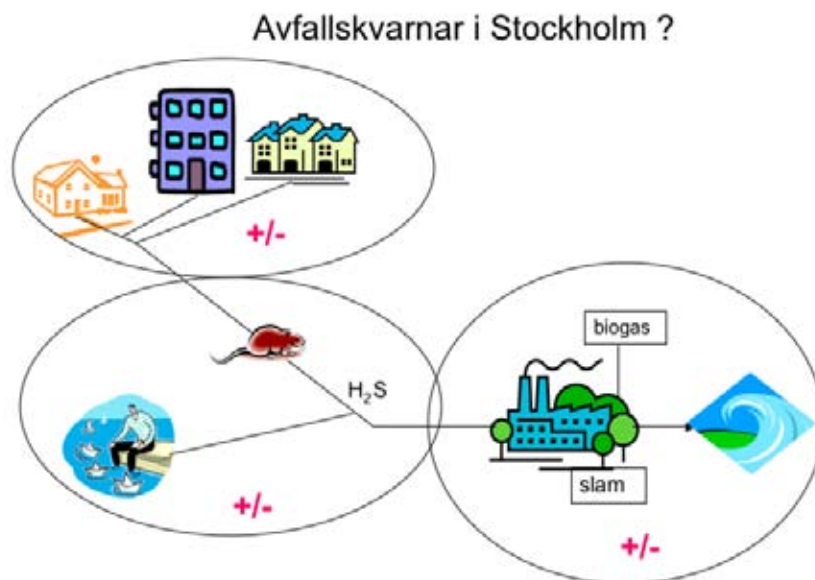 Avfallskvarnar i Stockholm ?
+/-
H₂S
+/-
biogas
slam
+/-